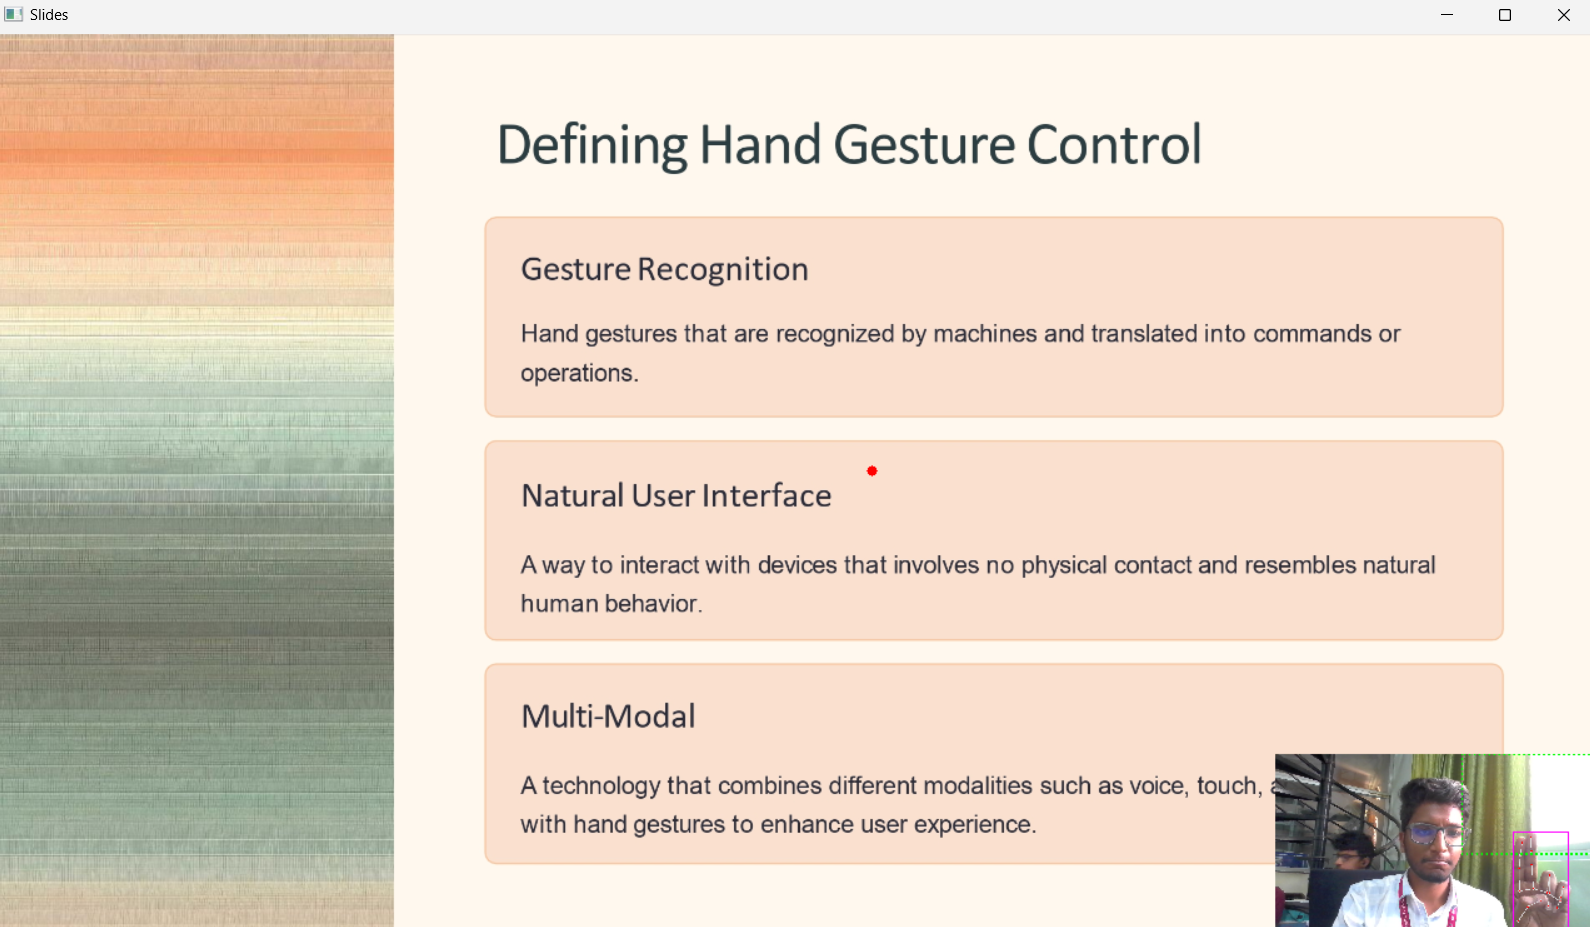 Slides
Defining Hand Gesture Control
Gesture Recognition
Hand gestures that are recognized by machines and translated into commands or
operations.
Natural User Interface
A way to interact with devices that involves no physical contact and resembles natural
human behavior.
Multi-Modal
A technology that combines different modalities such as voice, touch,
with hand gestures to enhance user experience.